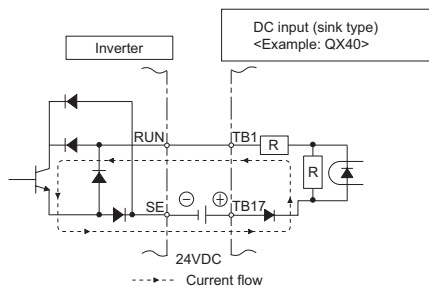 Inverter
DC input (sink type)
<Example: QX40>
RUN
TB1
R
R
SE
TB17
24VDC
Current flow